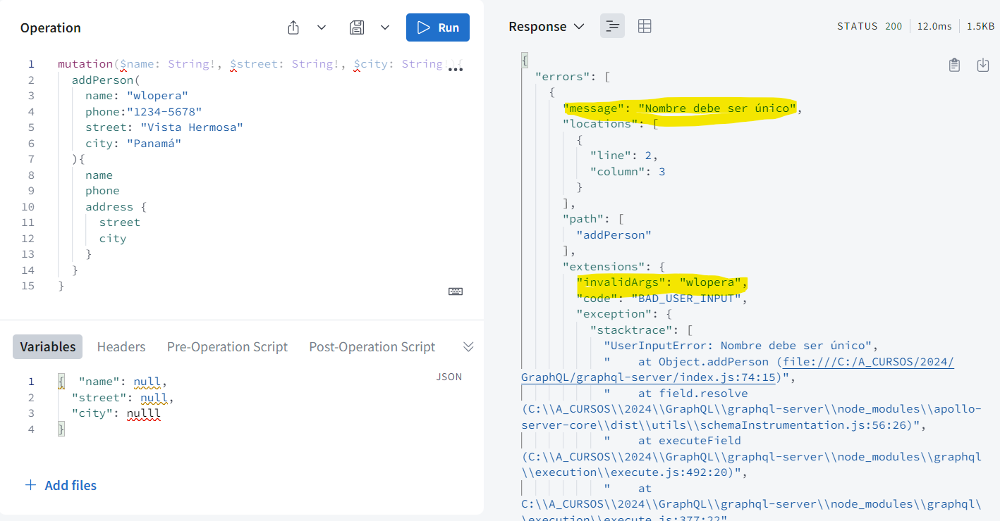 Operation
Run
1 mutation($name: String!, $street: String!, $city: String!){
2 addPerson(
3 name: "wlopera"
4 phone:"1234-5678"
5 street: "Vista Hermosa"
6 city: "Panamá"
7 ){
8 name
9 phone
10 address {
11 street
12 city
13 }
14 }
15 }
Variables Headers Pre-Operation Script Post-Operation Script
JSON
1 { "name": null,
2 "street": null,
3 "city": nulll
4 }
+ Add files
Response
STATUS 200 12.0ms 1.5KB
{
"errors": [
{
"message": "Nombre debe ser único",
"locations": [
{
"line": 2,
"column": 3
}
],
"path": [
"addPerson"
],
"extensions": {
"invalidArgs": "wlopera",
"code": "BAD_USER_INPUT",
"exception": {
"stacktrace": [
"UserInputError: Nombre debe ser único",
" at Object.addPerson (file:///C:/A_CURSOS/2024/
GraphQL/graphql-server/index.js:74:15)",
" at field.resolve
(C:\\A_CURSOS\\2024\\GraphQL\\graphql-server\\node_modules\\apollo-
server-core\\dist\\utils\\schemaInstrumentation.js:56:26)",
" at executeField
(C:\\A_CURSOS\\2024\\GraphQL\\graphql-server\\node_modules\\graphql
\\execution\\execute.js:492:20)",
" at
C:\\A_CURSOS\\2024\\GraphQL\\graphql-server\\node_modules\\graphql\
\execution\\execute.js:377:22"